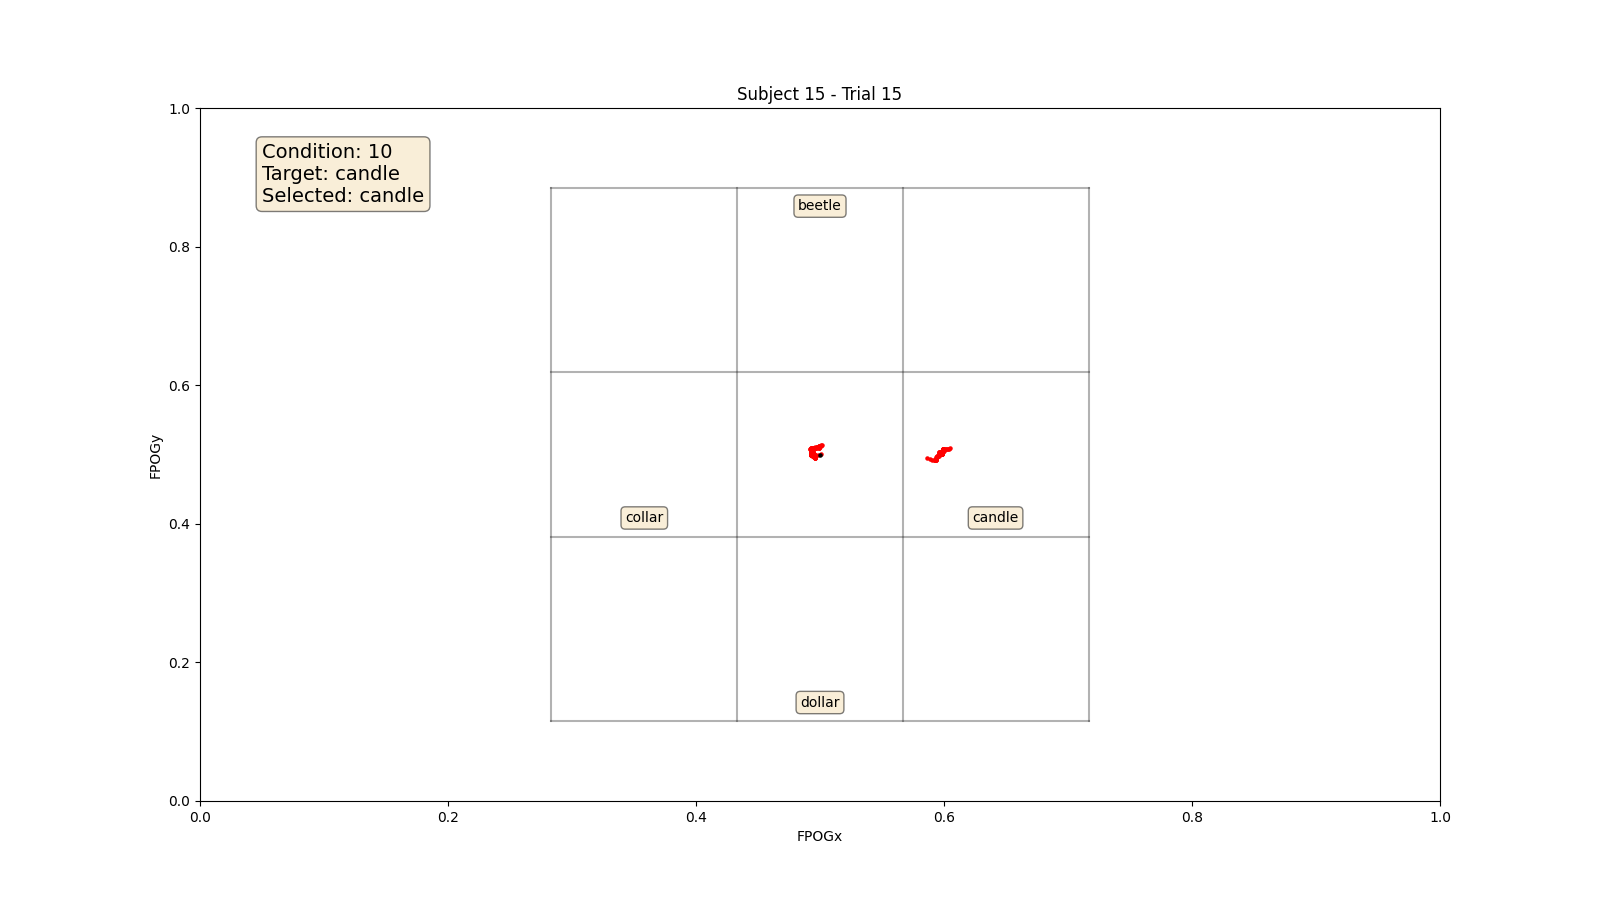 Subject 15 - Trial 15
1.0
Condition: 10
Target: candle
Selected: candle
beetle
0.8
0.6
FPOGy
collar
candle
0.4
0.2
dollar
0.0
0.0 0.2 0.4 0.6 0.8 1.0
FPOGx